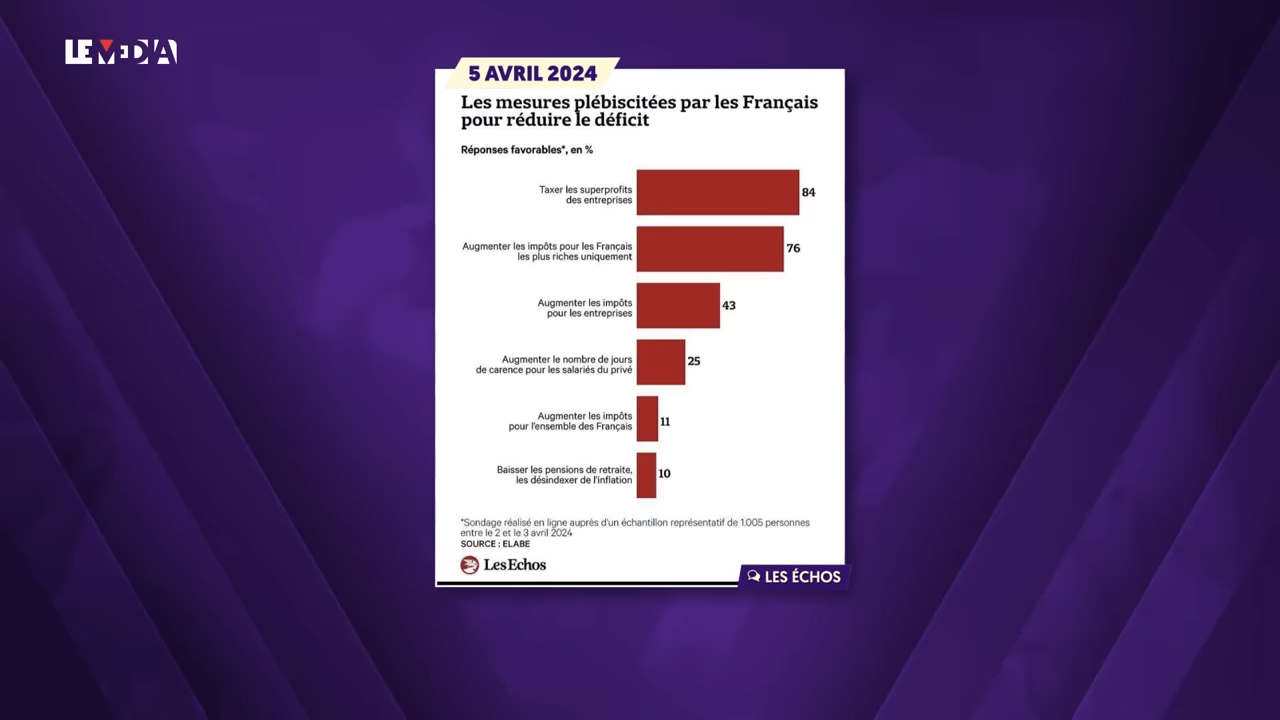 LE MEDIA
5 AVRIL 2024
Les mesures plébiscitées par les Français
pour réduire le déficit
Réponses favorables*, en %
Taxer les superprofits
des entreprises
84
Augmenter les impôts pour les Français
les plus riches uniquement
76
Augmenter les impôts
pour les entreprises
43
Augmenter le nombre de jours
de carence pour les salariés du privé
25
Augmenter les impôts
pour l'ensemble des Français
11
Baisser les pensions de retraite,
les désindexer de l'inflation
10
*Sondage réalisé en ligne auprès d'un échantillon représentatif de 1.005 personnes
entre le 2 et le 3 avril 2024
SOURCE : ELABE
Les Echos
LES ÉCHOS